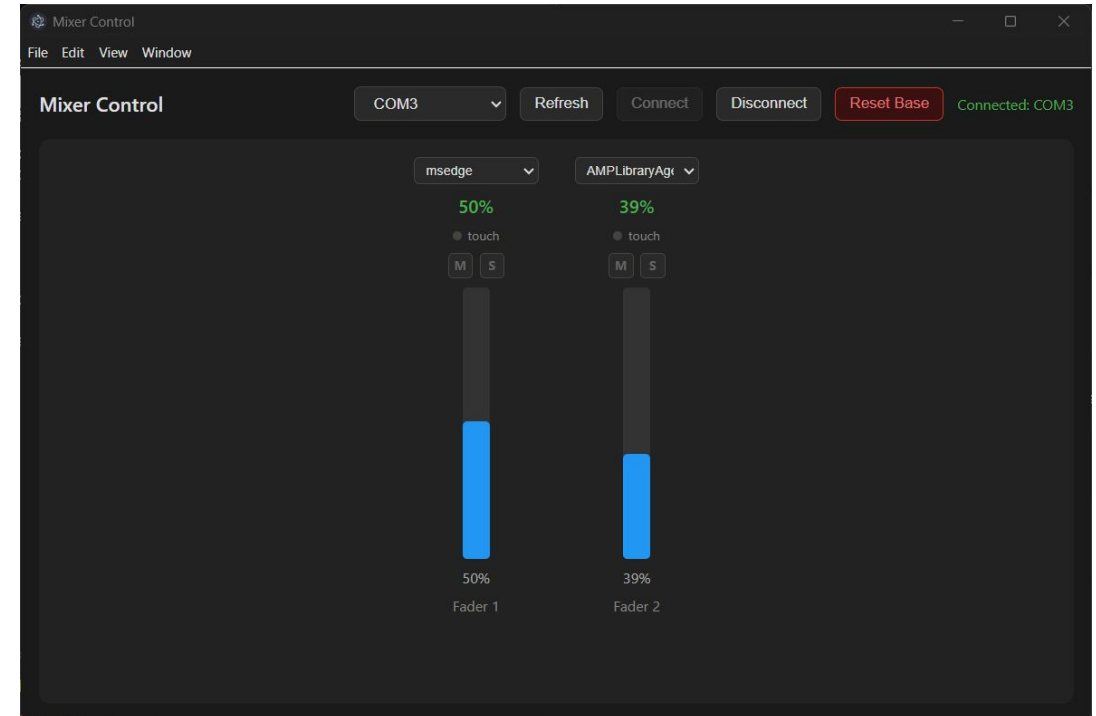 Mixer Control
File Edit View Window
Mixer Control COM3 Refresh Connect Disconnect Reset Base Connected: COM3
msedge AMPLibraryAge
50% 39%
touch touch
M S M S
50% 39%
Fader 1 Fader 2